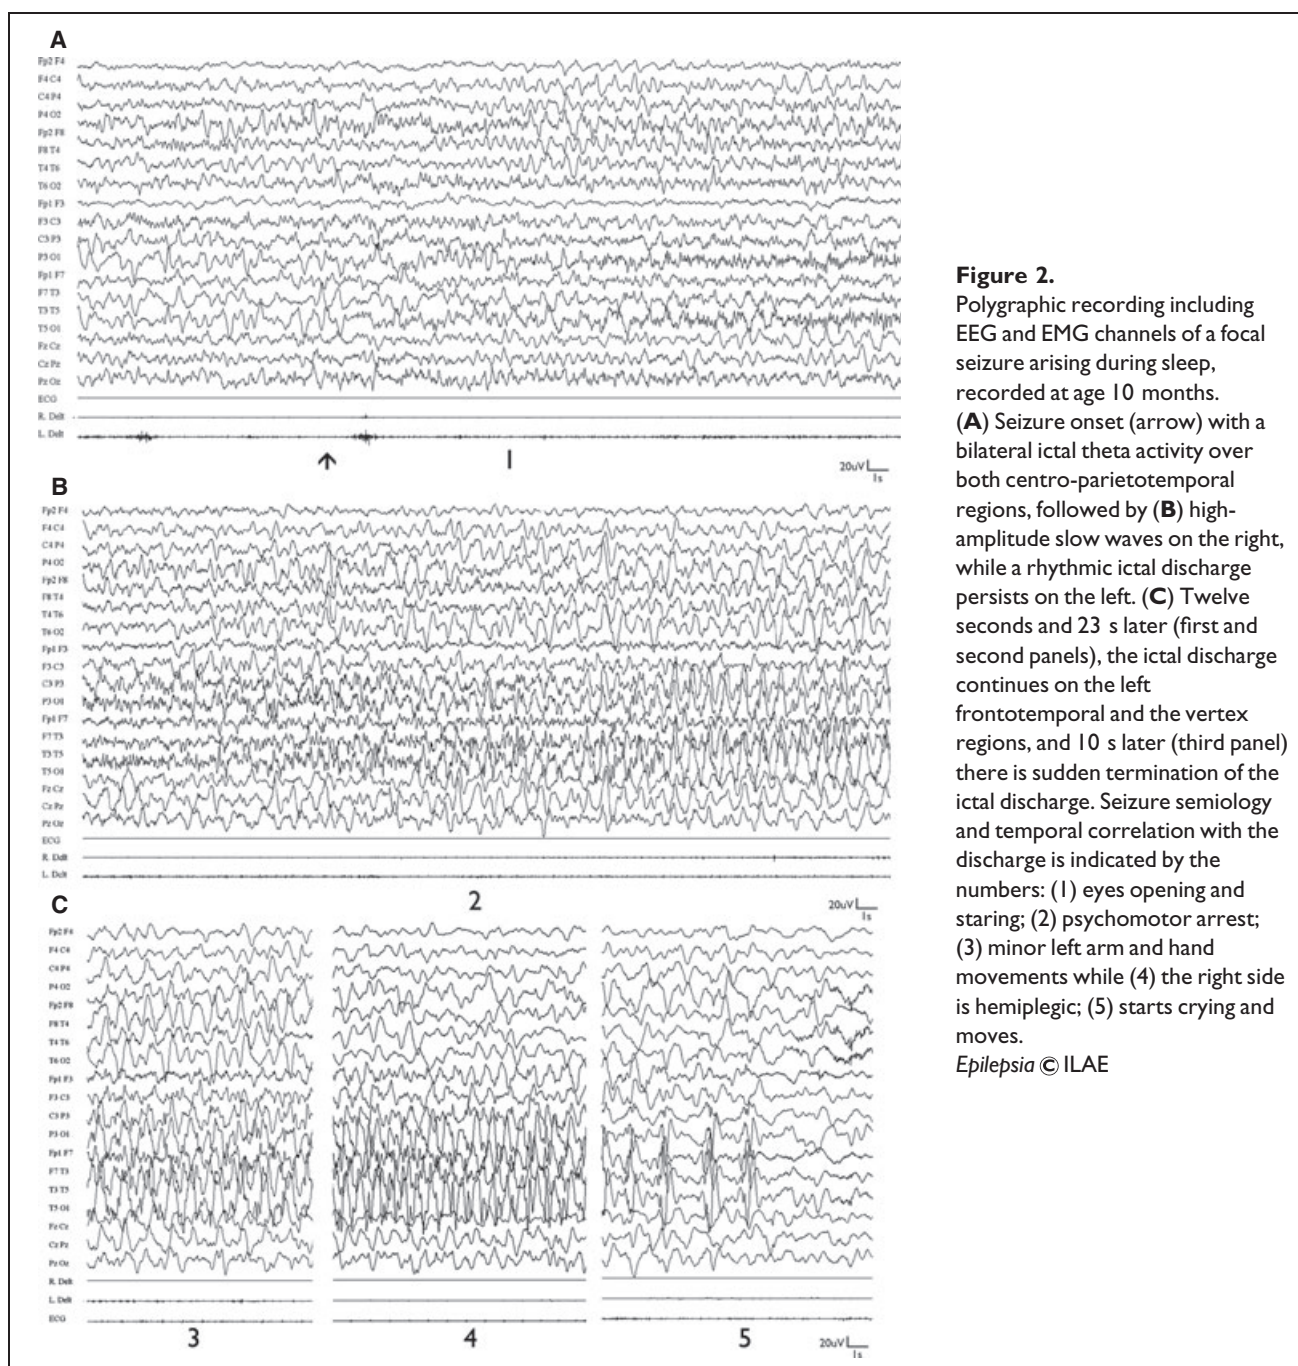 A
Fp2 F4
F4 C4
C4 P4
P4 O2
Fp2 F8
F8 T4
T4 T6
T6 O2
Fp1 F3
F3 C3
C3 P3
P3 O1
Fp1 F7
F7 T3
T3 T5
T5 O1
Fz Cz
Cz Pz
Pz Oz
ECG
R. Delt
L. Delt
1
20uV
1s
B
Fp2 F4
F4 C4
C4 P4
P4 O2
Fp2 F8
F8 T4
T4 T6
T6 O2
Fp1 F3
F3 C3
C3 P3
P3 O1
Fp1 F7
F7 T3
T3 T5
T5 O1
Fz Cz
Cz Pz
Pz Oz
ECG
R. Delt
L. Delt
2
20uV
1s
C
Fp2 F4
F4 C4
C4 P4
P4 O2
Fp2 F8
F8 T4
T4 T6
T6 O2
Fp1 F3
F3 C3
C3 P3
P3 O1
Fp1 F7
F7 T3
T3 T5
T5 O1
Fz Cz
Cz Pz
Pz Oz
R. Delt
L. Delt
ECG
3
4
5
20uV
1s
Figure 2.
Polygraphic recording including
EEG and EMG channels of a focal
seizure arising during sleep,
recorded at age 10 months.
(A) Seizure onset (arrow) with a
bilateral ictal theta activity over
both centro-parietotemporal
regions, followed by (B) high-
amplitude slow waves on the right,
while a rhythmic ictal discharge
persists on the left. (C) Twelve
seconds and 23 s later (first and
second panels), the ictal discharge
continues on the left
frontotemporal and the vertex
regions, and 10 s later (third panel)
there is sudden termination of the
ictal discharge. Seizure semiology
and temporal correlation with the
discharge is indicated by the
numbers: (1) eyes opening and
staring; (2) psychomotor arrest;
(3) minor left arm and hand
movements while (4) the right side
is hemiplegic; (5) starts crying and
moves.
Epilepsia © ILAE